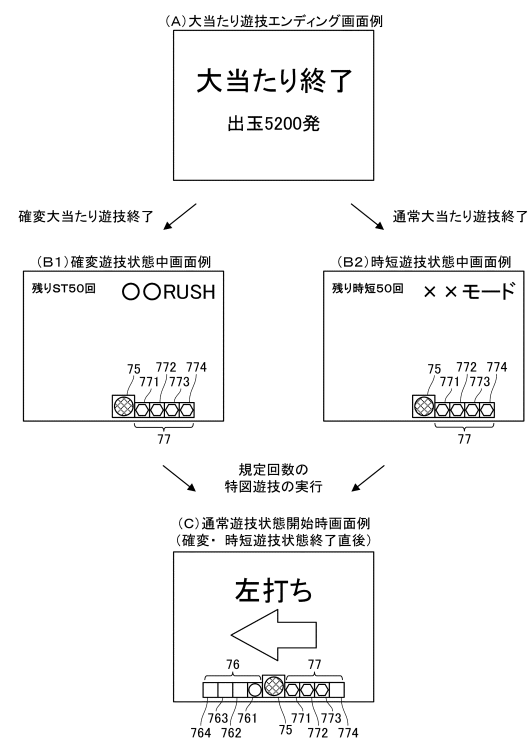 (A)大当たり遊技エンディング画面例
大当たり終了
出玉5200発
確変大当たり遊技終了
通常大当たり遊技終了
(B1)確変遊技状態中画面例
(B2)時短遊技状態中画面例
残りST50回 〇〇RUSH
残り時短50回 ××モード
75 771 772 773 774
75 771 772 773 774
77
77
規定回数の
特図遊技の実行
(C)通常遊技状態開始時画面例
(確変・時短遊技状態終了直後)
左打ち
76 77
764 763 762 761 75 771 772 773 774